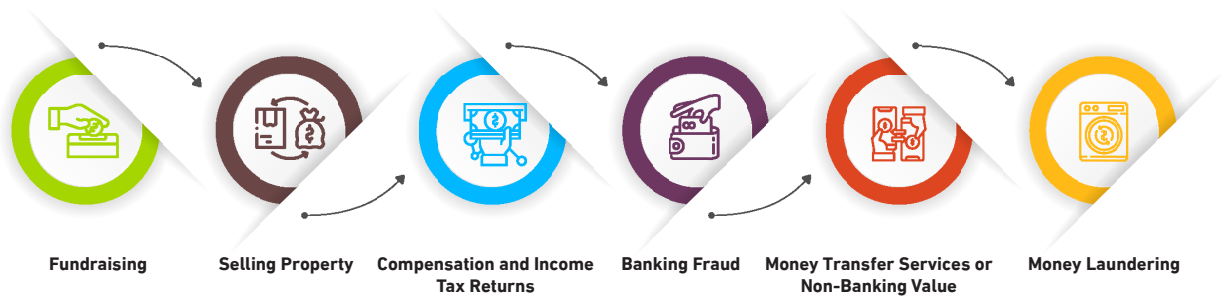 Fundraising
Selling Property
Compensation and Income
Tax Returns
Banking Fraud
Money Transfer Services or
Non-Banking Value
Money Laundering